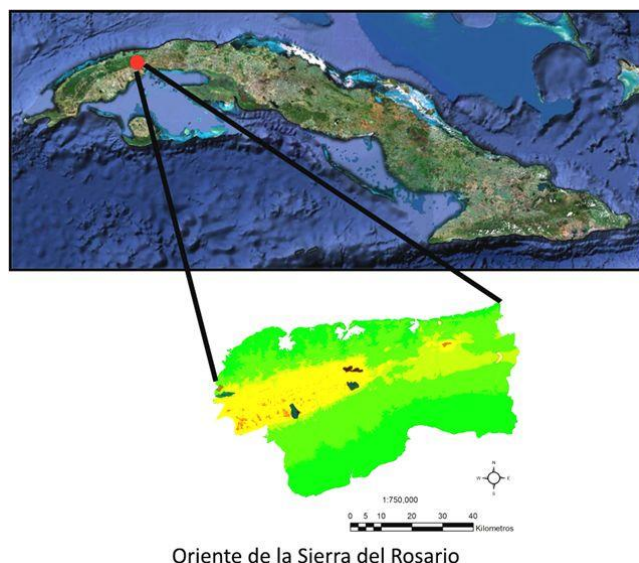 N
W E
S
1:750,000
0 5 10 20 30 40
Kilometros
Oriente de la Sierra del Rosario